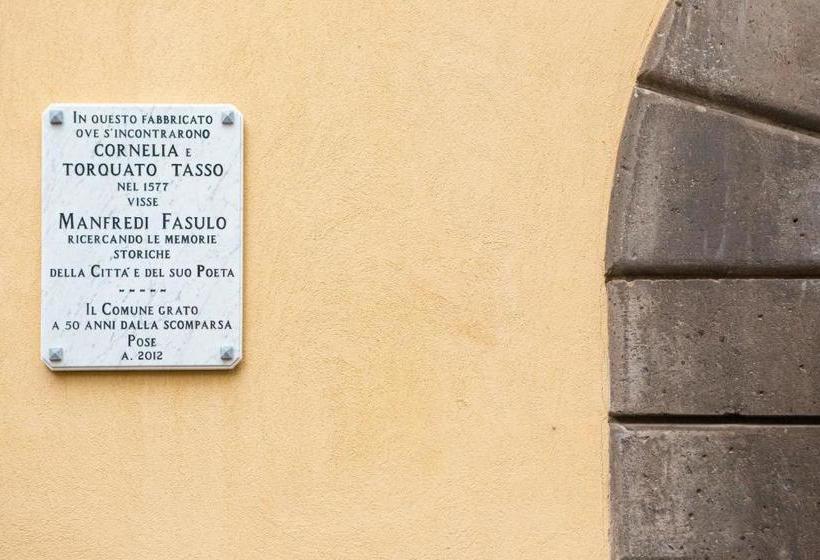 In questo fabbricato
ove s'incontrarono
CORNELIA e
TORQUATO TASSO
nel 1577
visse
Manfredi Fasulo
ricercando le memorie
storiche
della Citta' e del suo Poeta
-----
Il Comune grato
a 50 anni dalla scomparsa
Pose
a. 2012